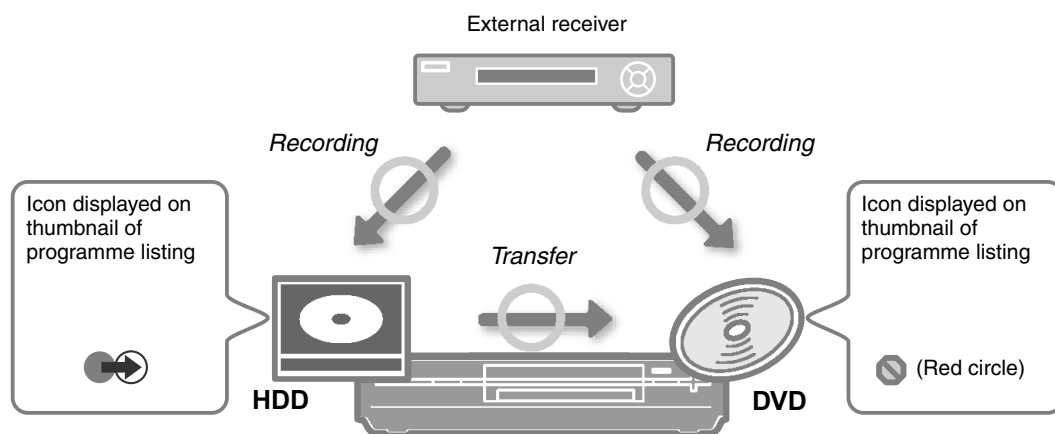 External receiver
Recording
Recording
Icon displayed on
thumbnail of
programme listing
Icon displayed on
thumbnail of
programme listing
Transfer
(Red circle)
HDD
DVD